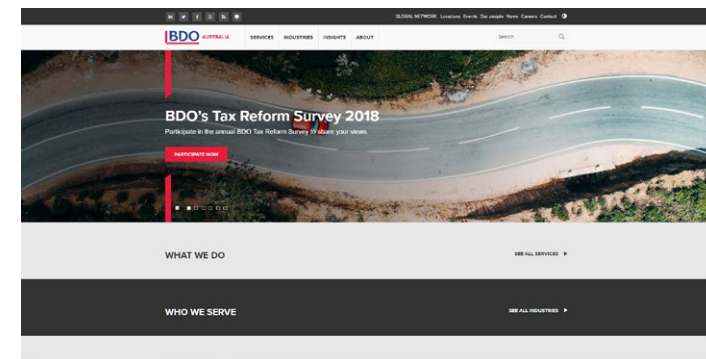 GLOBAL NETWORK Locations Events Our people News Careers Contact
BDO AUSTRALIA SERVICES INDUSTRIES INSIGHTS ABOUT Search
BDO's Tax Reform Survey 2018
Participate in the annual BDO Tax Reform Survey to share your views
PARTICIPATE NOW
WHAT WE DO SEE ALL SERVICES
WHO WE SERVE SEE ALL INDUSTRIES